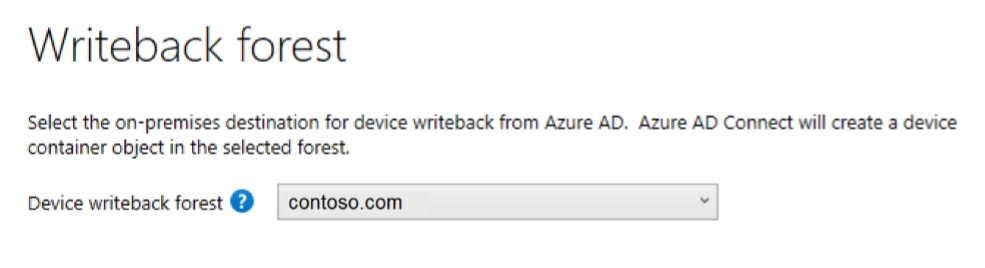 Writeback forest
Select the on-premises destination for device writeback from Azure AD.  Azure AD Connect will create a device
container object in the selected forest.
Device writeback forest ? contoso.com